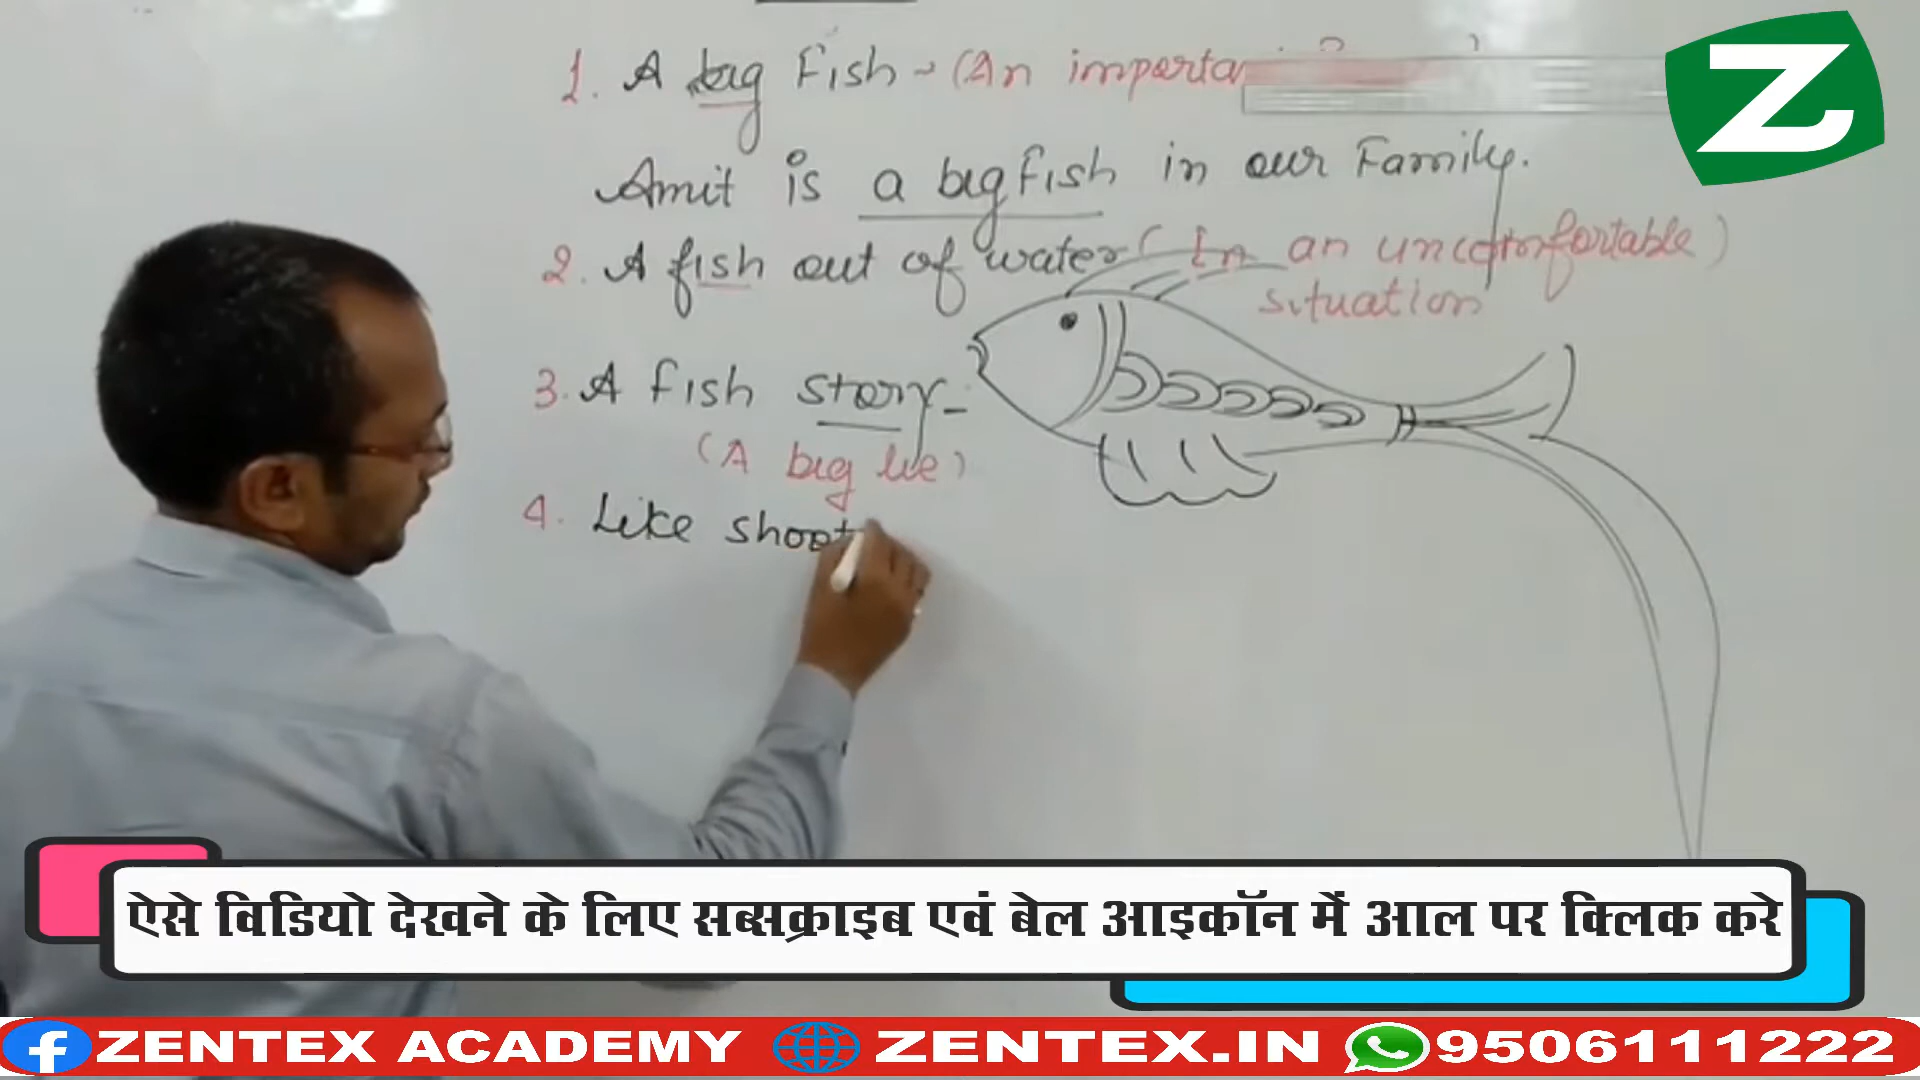 1. A big Fish - (An importa
Amit is a big fish in our Family.
2. A fish out of water ( In an uncomfortable )
situation
3. A fish story -
(A big lie)
4. Like shoot
Z
ऐसे विडियो देखने के लिए सब्सक्राइब एवं बेल आइकॉन में आल पर क्लिक करे
f ZENTEX ACADEMY ZENTEX.IN 9506111222